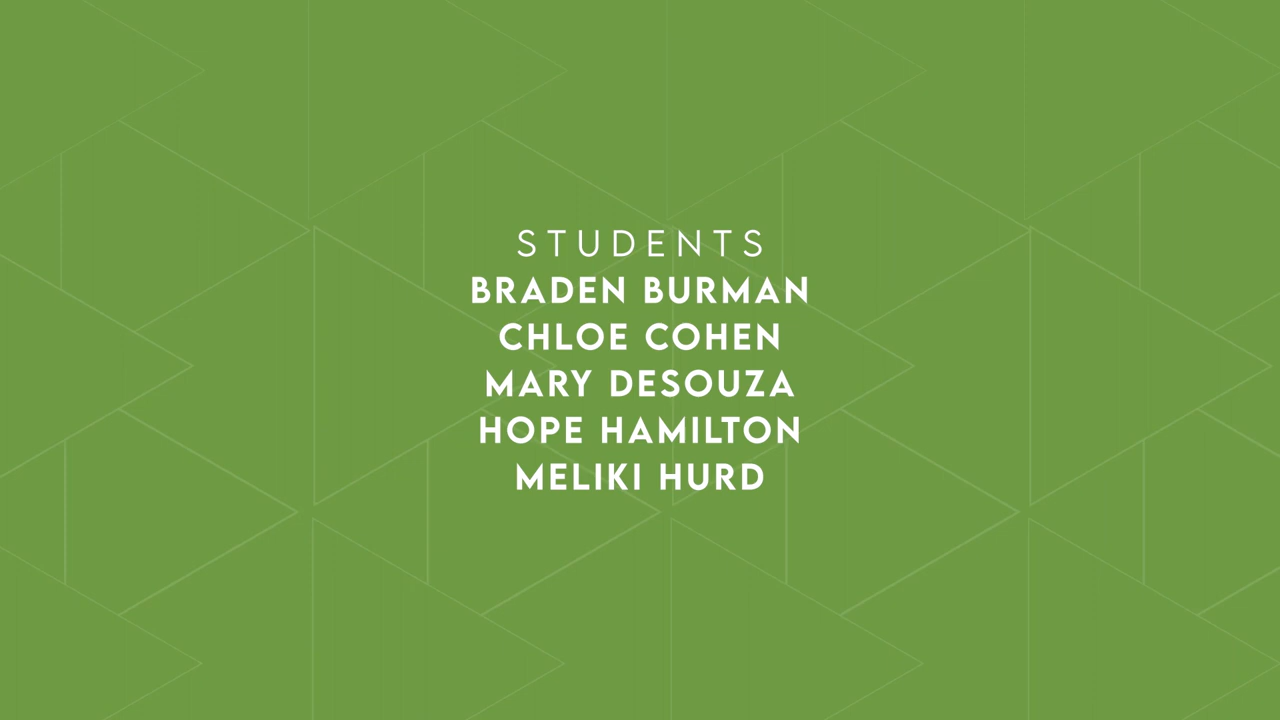 STUDENTS
BRADEN BURMAN
CHLOE COHEN
MARY DESOUZA
HOPE HAMILTON
MELIKI HURD